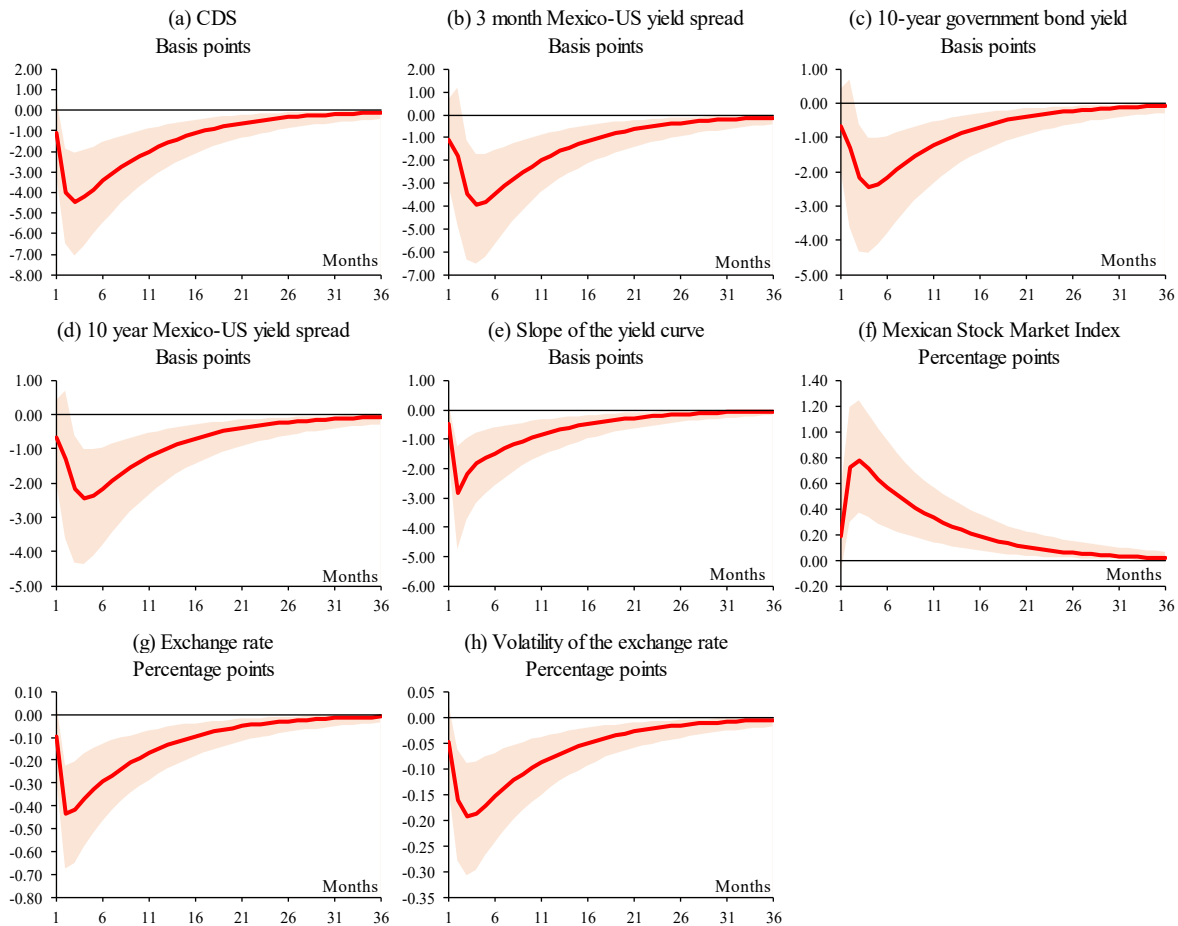 (a) CDS
Basis points
2.00
1.00
0.00
-1.00
-2.00
-3.00
-4.00
-5.00
-6.00
-7.00
-8.00
Months
1 6 11 16 21 26 31 36
(b) 3 month Mexico-US yield spread
Basis points
2.00
1.00
0.00
-1.00
-2.00
-3.00
-4.00
-5.00
-6.00
-7.00
Months
1 6 11 16 21 26 31 36
(c) 10-year government bond yield
Basis points
1.00
0.00
-1.00
-2.00
-3.00
-4.00
-5.00
Months
1 6 11 16 21 26 31 36
(d) 10 year Mexico-US yield spread
Basis points
1.00
0.00
-1.00
-2.00
-3.00
-4.00
-5.00
Months
1 6 11 16 21 26 31 36
(e) Slope of the yield curve
Basis points
1.00
0.00
-1.00
-2.00
-3.00
-4.00
-5.00
-6.00
Months
1 6 11 16 21 26 31 36
(f) Mexican Stock Market Index
Percentage points
1.40
1.20
1.00
0.80
0.60
0.40
0.20
0.00
-0.20
Months
1 6 11 16 21 26 31 36
(g) Exchange rate
Percentage points
0.10
0.00
-0.10
-0.20
-0.30
-0.40
-0.50
-0.60
-0.70
-0.80
Months
1 6 11 16 21 26 31 36
(h) Volatility of the exchange rate
Percentage points
0.05
0.00
-0.05
-0.10
-0.15
-0.20
-0.25
-0.30
-0.35
Months
1 6 11 16 21 26 31 36